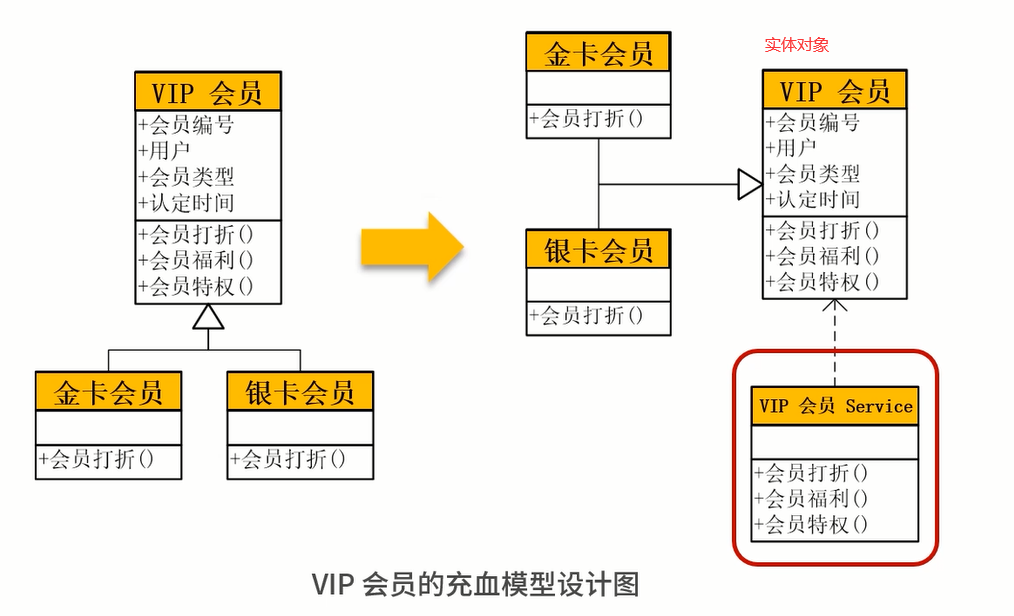 VIP 会员
+会员编号
+用户
+会员类型
+认定时间
+会员打折()
+会员福利()
+会员特权()
金卡会员
+会员打折()
银卡会员
+会员打折()
金卡会员
+会员打折()
银卡会员
+会员打折()
实体对象
VIP 会员
+会员编号
+用户
+会员类型
+认定时间
+会员打折()
+会员福利()
+会员特权()
VIP 会员 Service
+会员打折()
+会员福利()
+会员特权()
VIP 会员的充血模型设计图